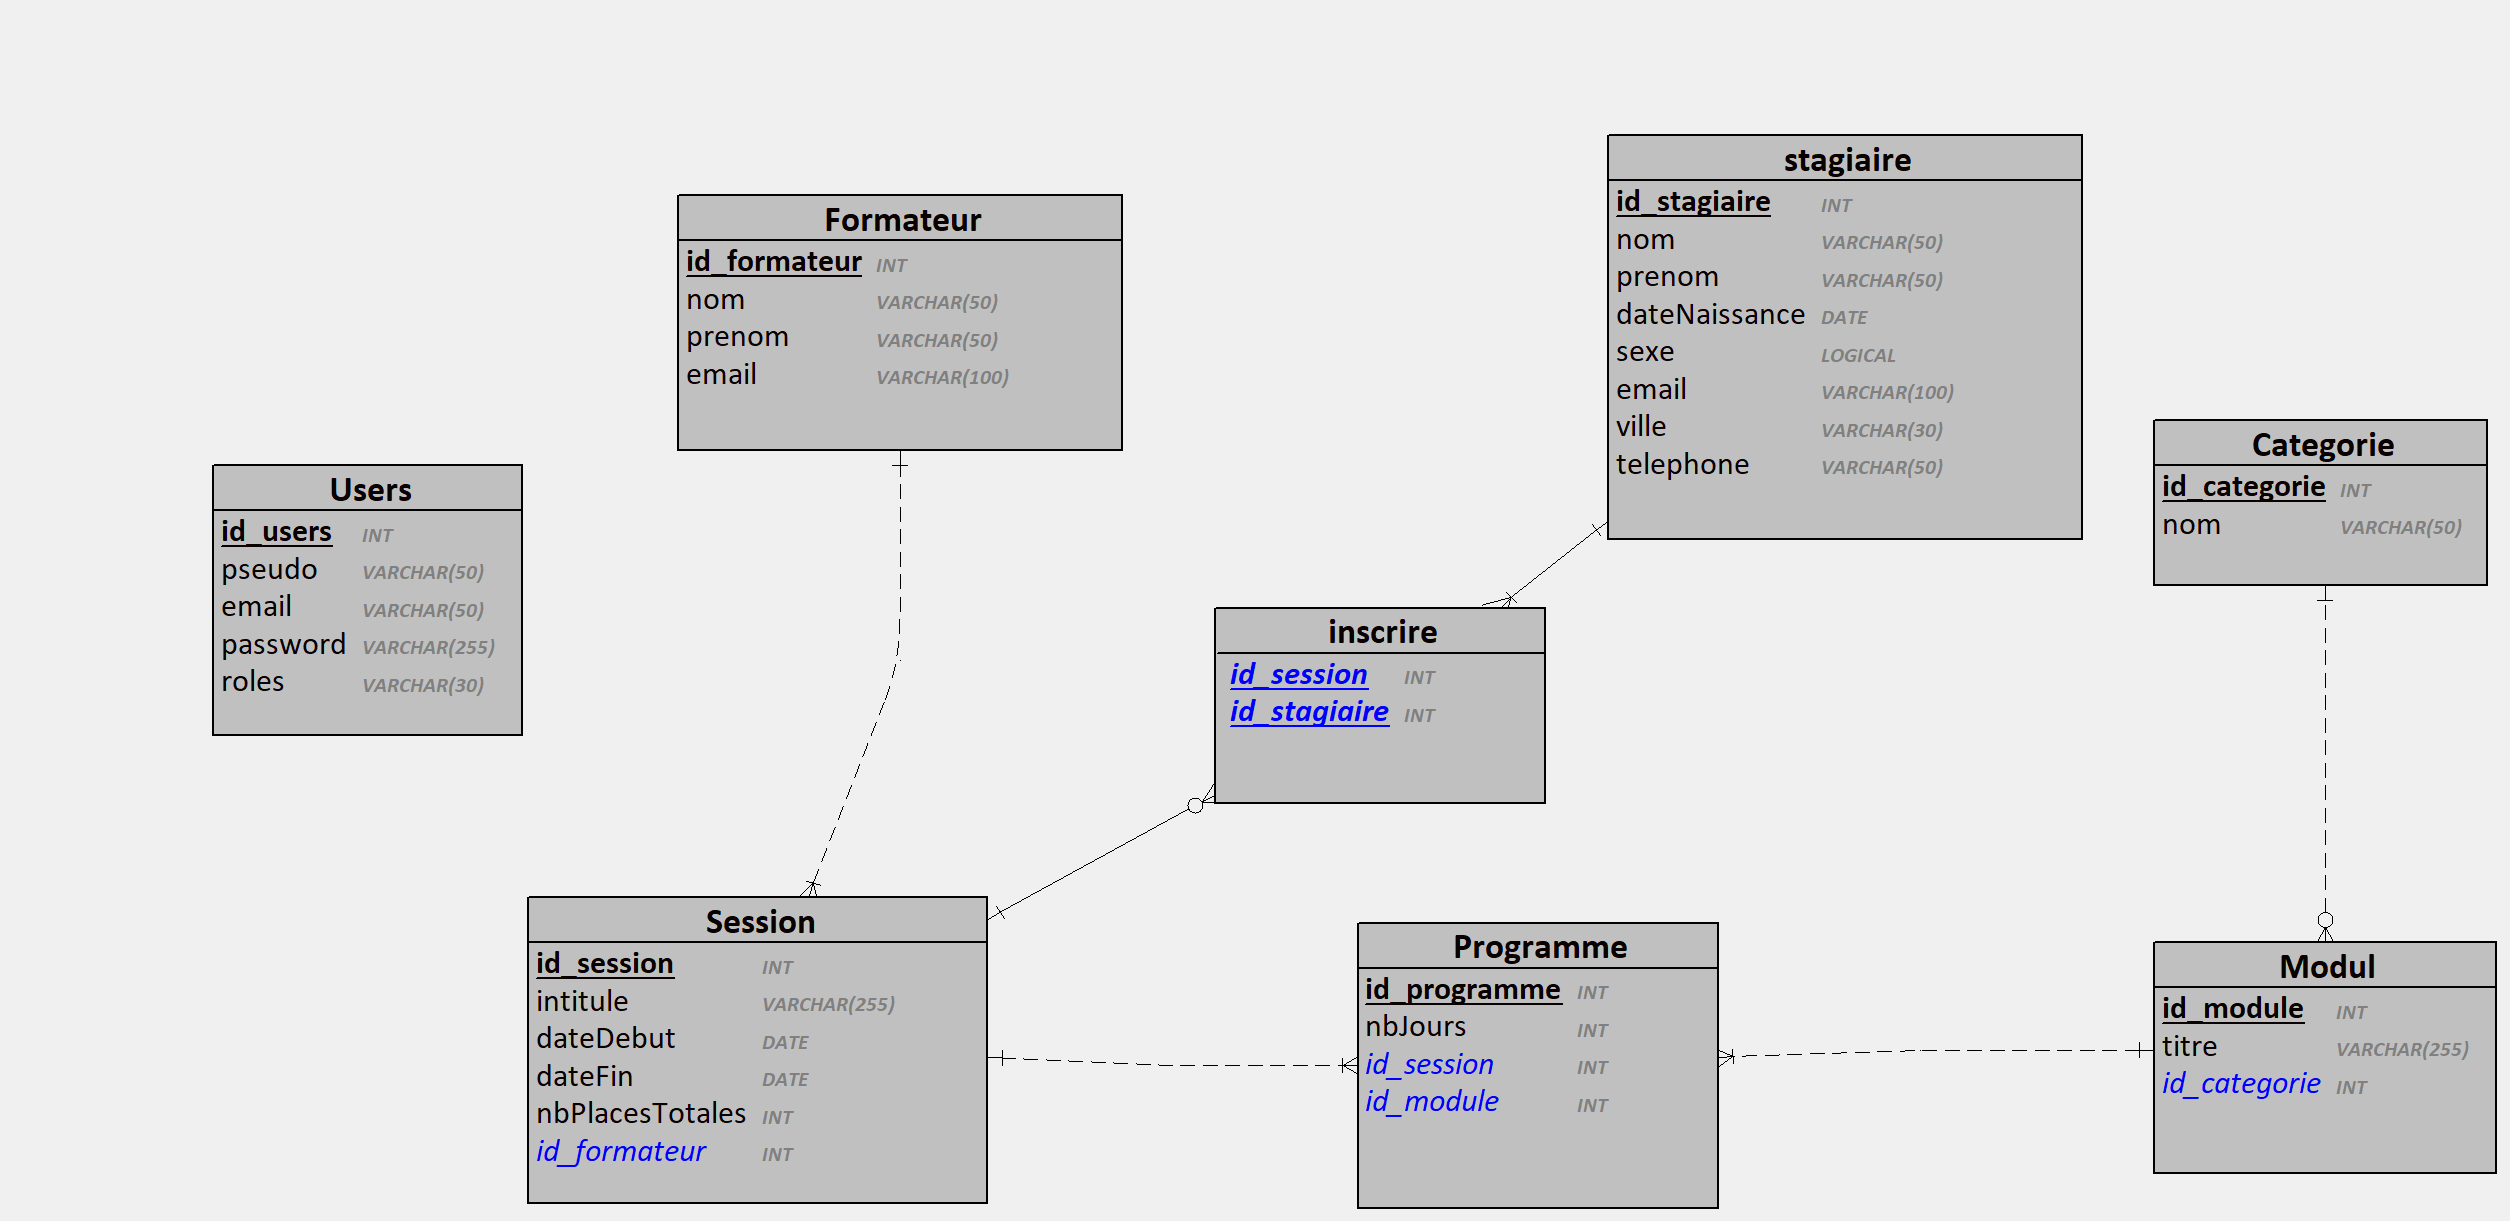 stagiaire
id_stagiaire INT
nom VARCHAR(50)
prenom VARCHAR(50)
dateNaissance DATE
sexe LOGICAL
email VARCHAR(100)
ville VARCHAR(30)
telephone VARCHAR(50)
Formateur
id_formateur INT
nom VARCHAR(50)
prenom VARCHAR(50)
email VARCHAR(100)
Categorie
id_categorie INT
nom VARCHAR(50)
Users
id_users INT
pseudo VARCHAR(50)
email VARCHAR(50)
password VARCHAR(255)
roles VARCHAR(30)
inscrire
id_session INT
id_stagiaire INT
Session
id_session INT
intitule VARCHAR(255)
dateDebut DATE
dateFin DATE
nbPlacesTotales INT
id_formateur INT
Programme
id_programme INT
nbJours INT
id_session INT
id_module INT
Modul
id_module INT
titre VARCHAR(255)
id_categorie INT